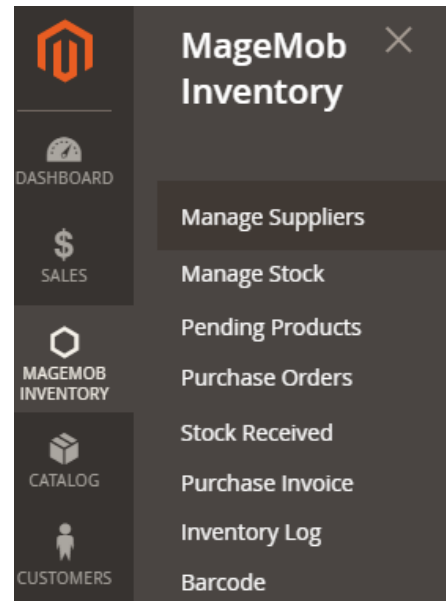 MageMob
Inventory
DASHBOARD
SALES
MAGEMOB
INVENTORY
CATALOG
CUSTOMERS
Manage Suppliers
Manage Stock
Pending Products
Purchase Orders
Stock Received
Purchase Invoice
Inventory Log
Barcode